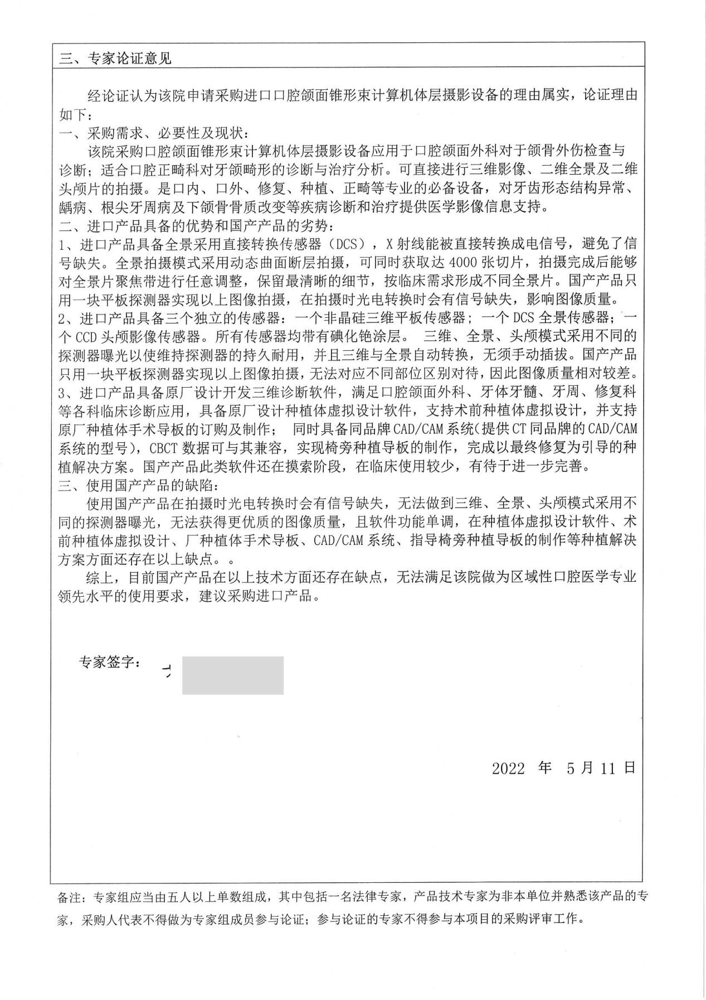 三、专家论证意见
经论证认为该院申请采购进口口腔颌面锥形束计算机体层摄影设备的理由属实，论证理由
如下：
一、采购需求、必要性及现状：
该院采购口腔颌面锥形束计算机体层摄影设备应用于口腔颌面外科对于颌骨外伤检查与
诊断；适合口腔正畸科对牙颌畸形的诊断与治疗分析。可直接进行三维影像、二维全景及二维
头颅片的拍摄。是口内、口外、修复、种植、正畸等专业的必备设备，对牙齿形态结构异常、
龋病、根尖牙周病及下颌骨骨质改变等疾病诊断和治疗提供医学影像信息支持。
二、进口产品具备的优势和国产产品的劣势：
1、进口产品具备全景采用直接转换传感器（DCS），X 射线能被直接转换成电信号，避免了信
号缺失。全景拍摄模式采用动态曲面断层拍摄，可同时获取达 4000 张切片，拍摄完成后能够
对全景片聚焦带进行任意调整，保留最清晰的细节，按临床需求形成不同全景片。国产产品只
用一块平板探测器实现以上图像拍摄，在拍摄时光电转换时会有信号缺失，影响图像质量。
2、进口产品具备三个独立的传感器：一个非晶硅三维平板传感器；一个 DCS 全景传感器；一
个 CCD 头颅影像传感器。所有传感器均带有碘化铯涂层。 三维、全景、头颅模式采用不同的
探测器曝光以使维持探测器的持久耐用，并且三维与全景自动转换，无须手动插拔。国产产品
只用一块平板探测器实现以上图像拍摄，无法对应不同部位区别对待，因此图像质量相对较差。
3、进口产品具备原厂设计开发三维诊断软件，满足口腔颌面外科、牙体牙髓、牙周、修复科
等各科临床诊断应用，具备原厂设计种植体虚拟设计软件，支持术前种植体虚拟设计，并支持
原厂种植体手术导板的订购及制作； 同时具备同品牌 CAD/CAM 系统（提供 CT 同品牌的 CAD/CAM
系统的型号），CBCT 数据可与其兼容，实现椅旁种植导板的制作，完成以最终修复为引导的种
植解决方案。国产产品此类软件还在摸索阶段，在临床使用较少，有待于进一步完善。
三、使用国产产品的缺陷：
使用国产产品在拍摄时光电转换时会有信号缺失，无法做到三维、全景、头颅模式采用不
同的探测器曝光，无法获得更优质的图像质量，且软件功能单调，在种植体虚拟设计软件、术
前种植体虚拟设计、厂种植体手术导板、CAD/CAM 系统、指导椅旁种植导板的制作等种植解决
方案方面还存在以上缺点。。
综上，目前国产产品在以上技术方面还存在缺点，无法满足该院做为区域性口腔医学专业
领先水平的使用要求，建议采购进口产品。
专家签字：
2022 年 5 月 11 日
备注：专家组应当由五人以上单数组成，其中包括一名法律专家，产品技术专家为非本单位并熟悉该产品的专
家，采购人代表不得做为专家组成员参与论证；参与论证的专家不得参与本项目的采购评审工作。